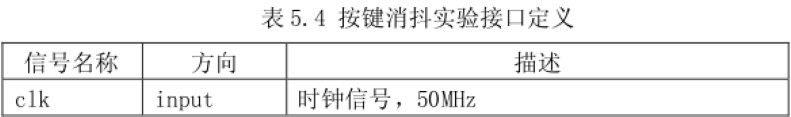 表 5.4 按键消抖实验接口定义
信号名称 方向 描述
clk input 时钟信号，50MHz